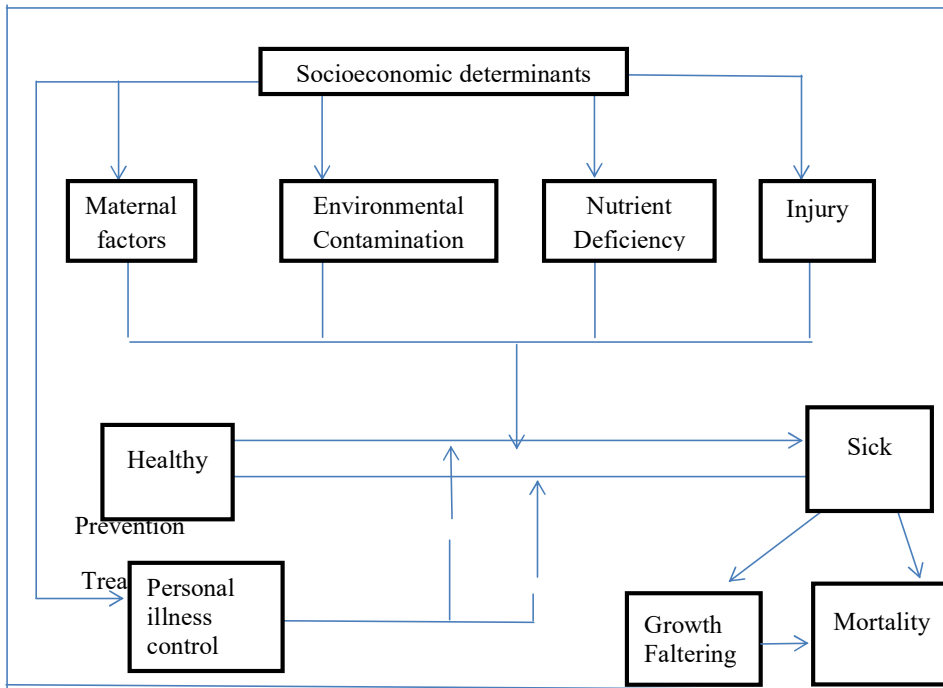 Socioeconomic determinants
Maternal
factors
Environmental
Contamination
Nutrient
Deficiency
Injury
Healthy
Sick
Prevention
Trea
Personal
illness
control
Growth
Faltering
Mortality